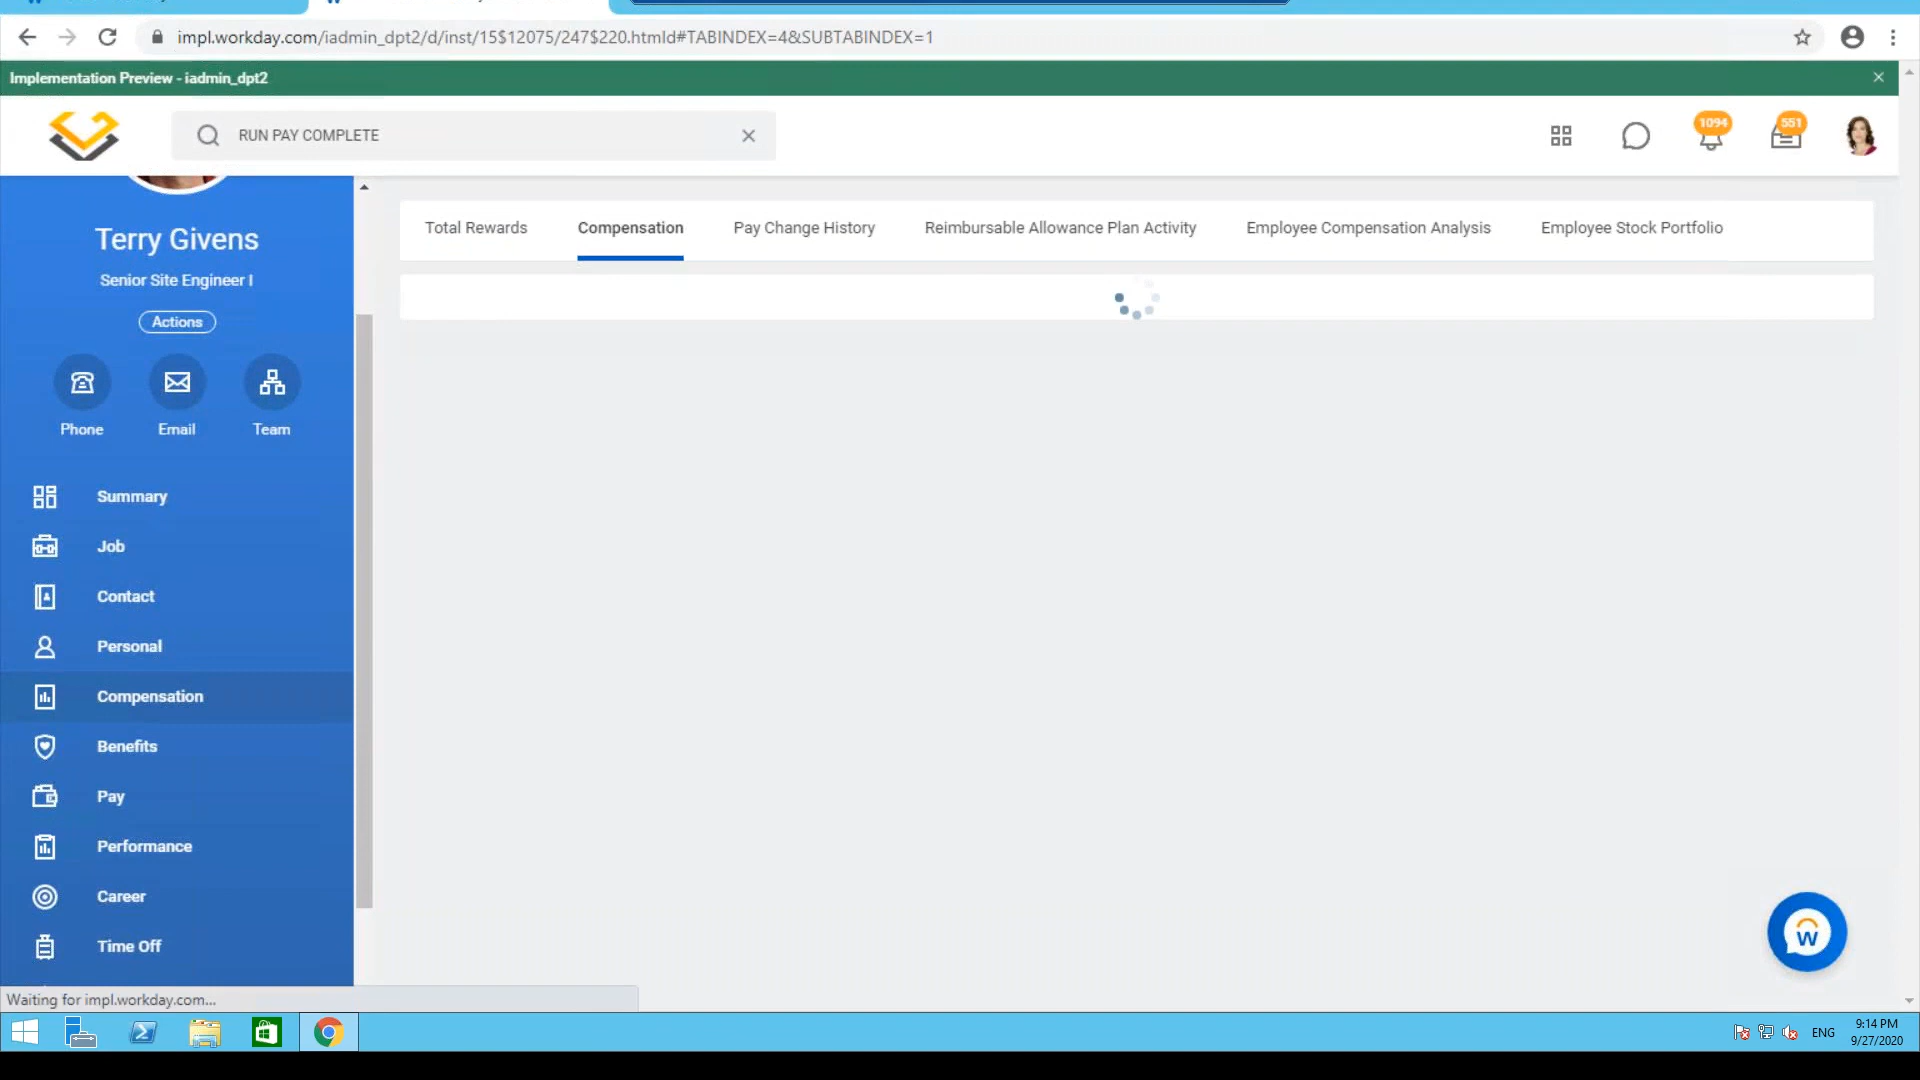 impl.workday.com/iadmin_dpt2/d/inst/15$12075/247$220.htmld#TABINDEX=4&SUBTABINDEX=1
Implementation Preview - iadmin_dpt2
RUN PAY COMPLETE
1094
551
Terry Givens
Senior Site Engineer I
Actions
Phone
Email
Team
Summary
Job
Contact
Personal
Compensation
Benefits
Pay
Performance
Career
Time Off
Total Rewards
Compensation
Pay Change History
Reimbursable Allowance Plan Activity
Employee Compensation Analysis
Employee Stock Portfolio
W
Waiting for impl.workday.com...
ENG
9:14 PM
9/27/2020